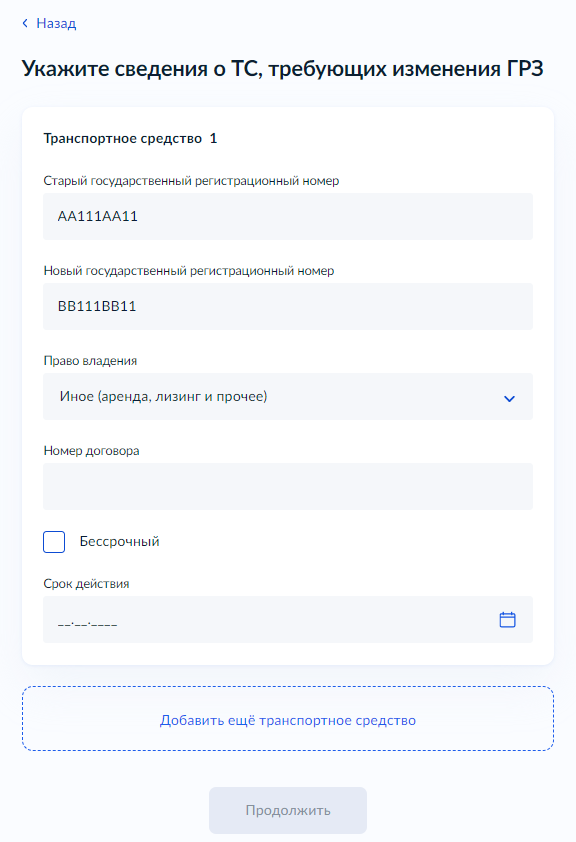 Назад
Укажите сведения о ТС, требующих изменения ГРЗ
Транспортное средство 1
Старый государственный регистрационный номер
АА111АА11
Новый государственный регистрационный номер
ВВ111ВВ11
Право владения
Иное (аренда, лизинг и прочее)
Номер договора
Бессрочный
Срок действия
__.__.____
Добавить ещё транспортное средство
Продолжить